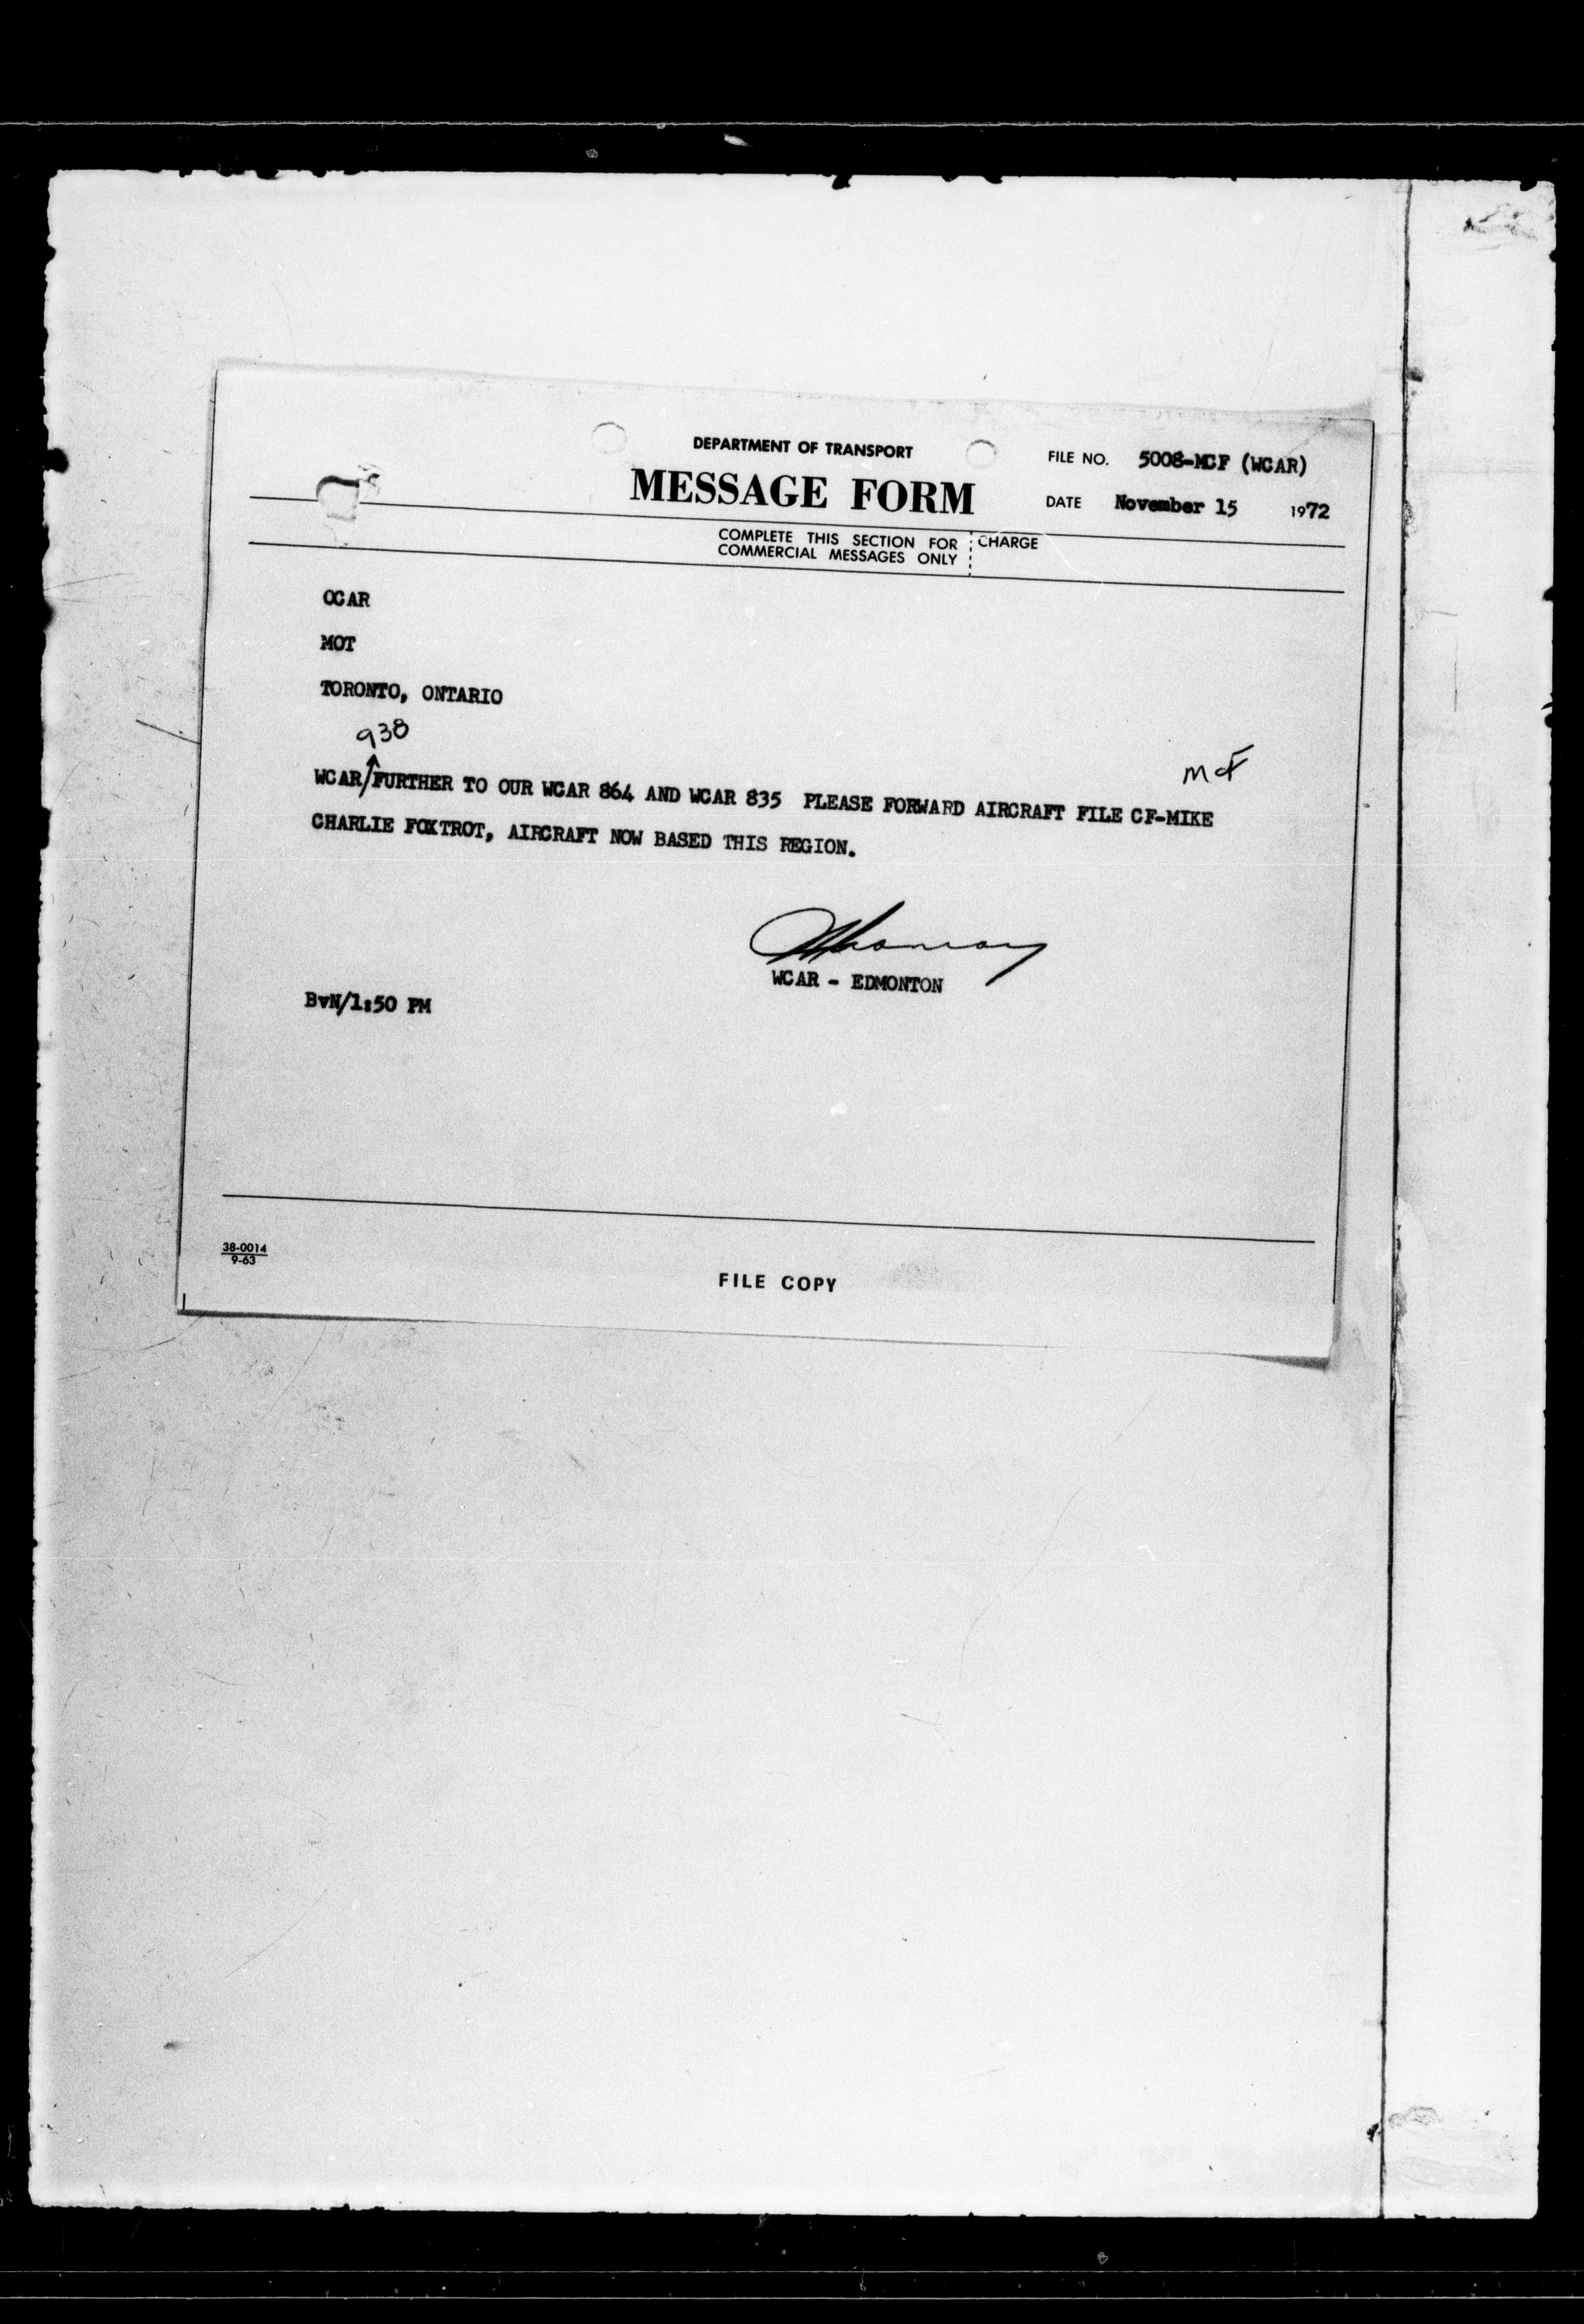 DEPARTMENT OF TRANSPORT
MESSAGE FORM
FILE NO. 5008-MCF (WCAR)
DATE November 15 1972
COMPLETE THIS SECTION FOR
COMMERCIAL MESSAGES ONLY
CHARGE
OCAR
MOT
TORONTO, ONTARIO
938
MCF
WCAR/FURTHER TO OUR WCAR 864 AND WCAR 835 PLEASE FORWARD AIRCRAFT FILE CF-MIKE
CHARLIE FOXTROT, AIRCRAFT NOW BASED THIS REGION.
WCAR - EDMONTON
BvN/1:50 PM
38-0014
9-63
FILE COPY